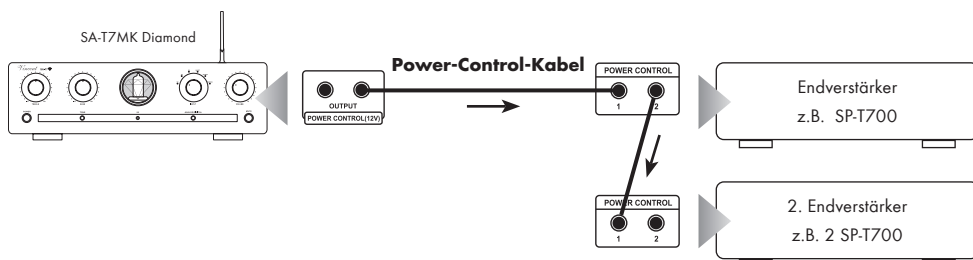 SA-T7MK Diamond
Vincent
Power-Control-Kabel
OUTPUT
POWER CONTROL(12V)
POWER CONTROL
1 2
Endverstärker
z.B. SP-T700
POWER CONTROL
1 2
2. Endverstärker
z.B. 2 SP-T700